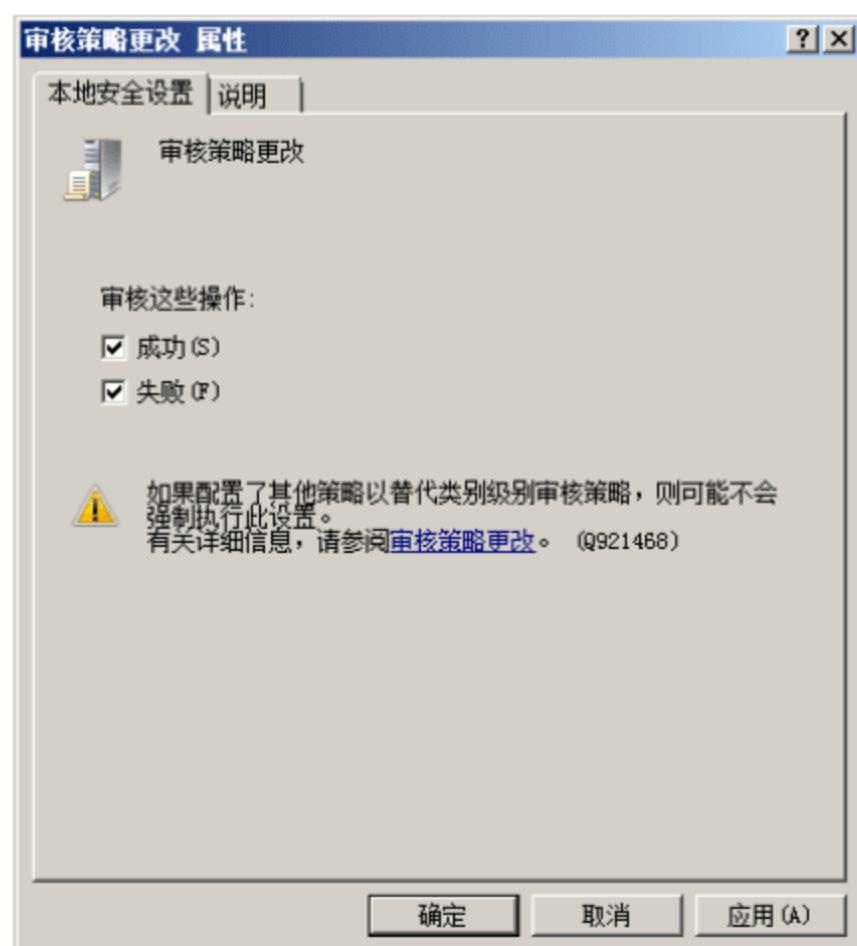 审核策略更改 属性
本地安全设置 说明
审核策略更改
审核这些操作:
成功(S)
失败(F)
如果配置了其他策略以替代类别级别审核策略，则可能不会
强制执行此设置。
有关详细信息，请参阅审核策略更改。 (Q921468)
确定 取消 应用(A)